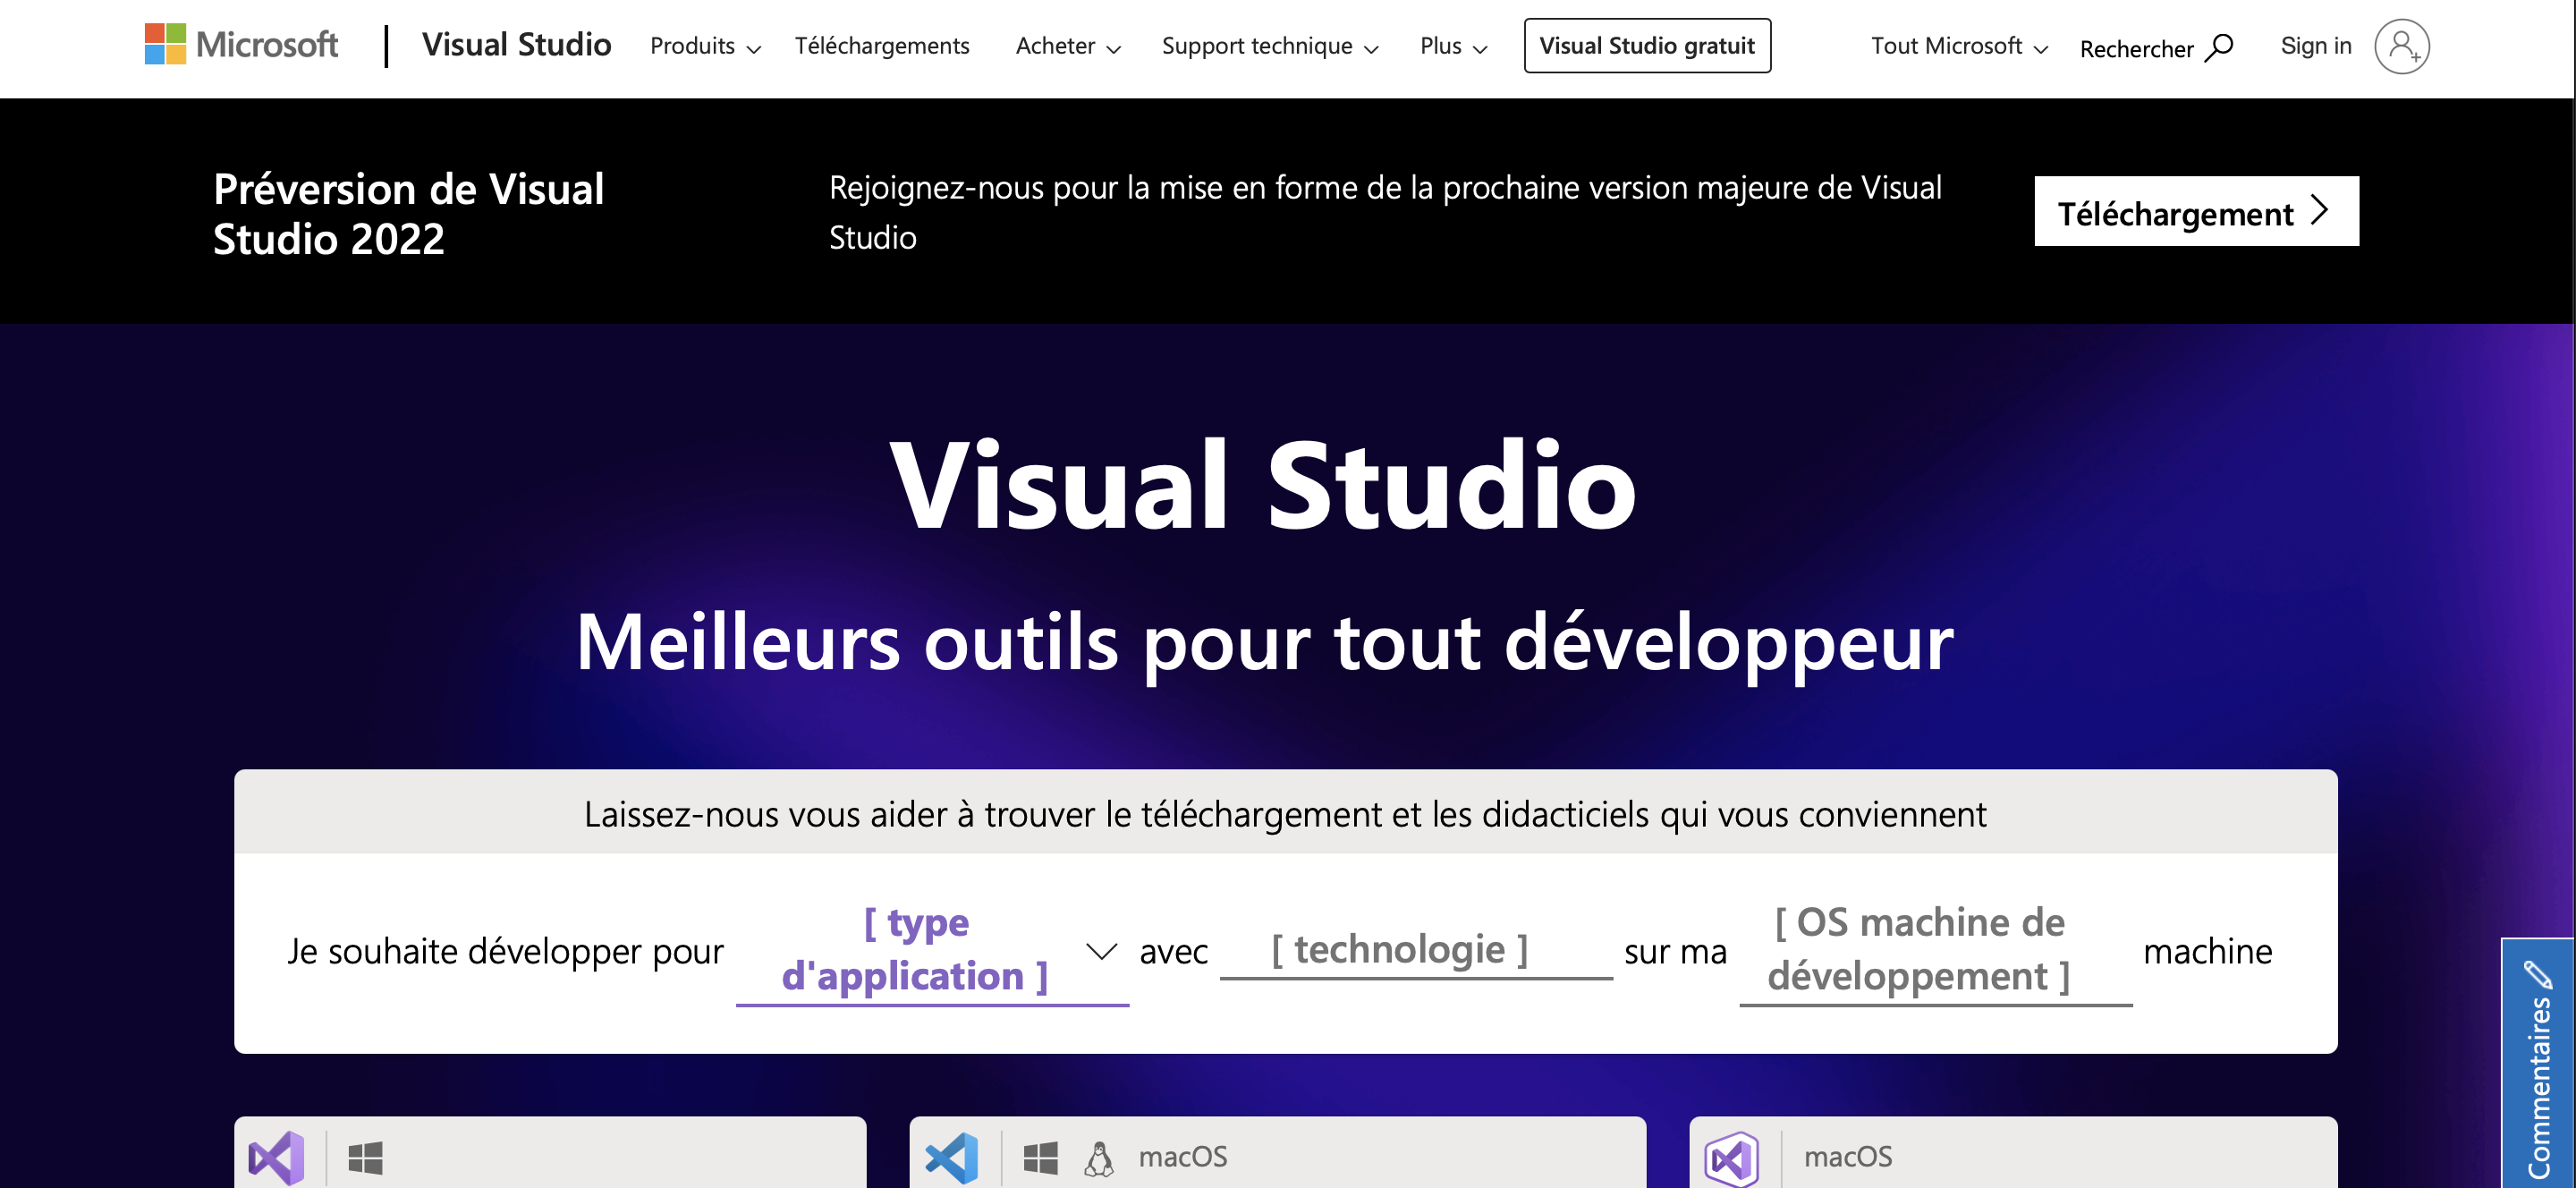 Microsoft
Visual Studio
Produits
Téléchargements
Acheter
Support technique
Plus
Visual Studio gratuit
Tout Microsoft
Rechercher
Sign in
Préversion de Visual
Studio 2022
Rejoignez-nous pour la mise en forme de la prochaine version majeure de Visual
Studio
Téléchargement
Visual Studio
Meilleurs outils pour tout développeur
Laissez-nous vous aider à trouver le téléchargement et les didacticiels qui vous conviennent
Je souhaite développer pour
[ type
d'application ]
avec
[ technologie ]
sur ma
[ OS machine de
développement ]
machine
Commentaires
macOS
macOS